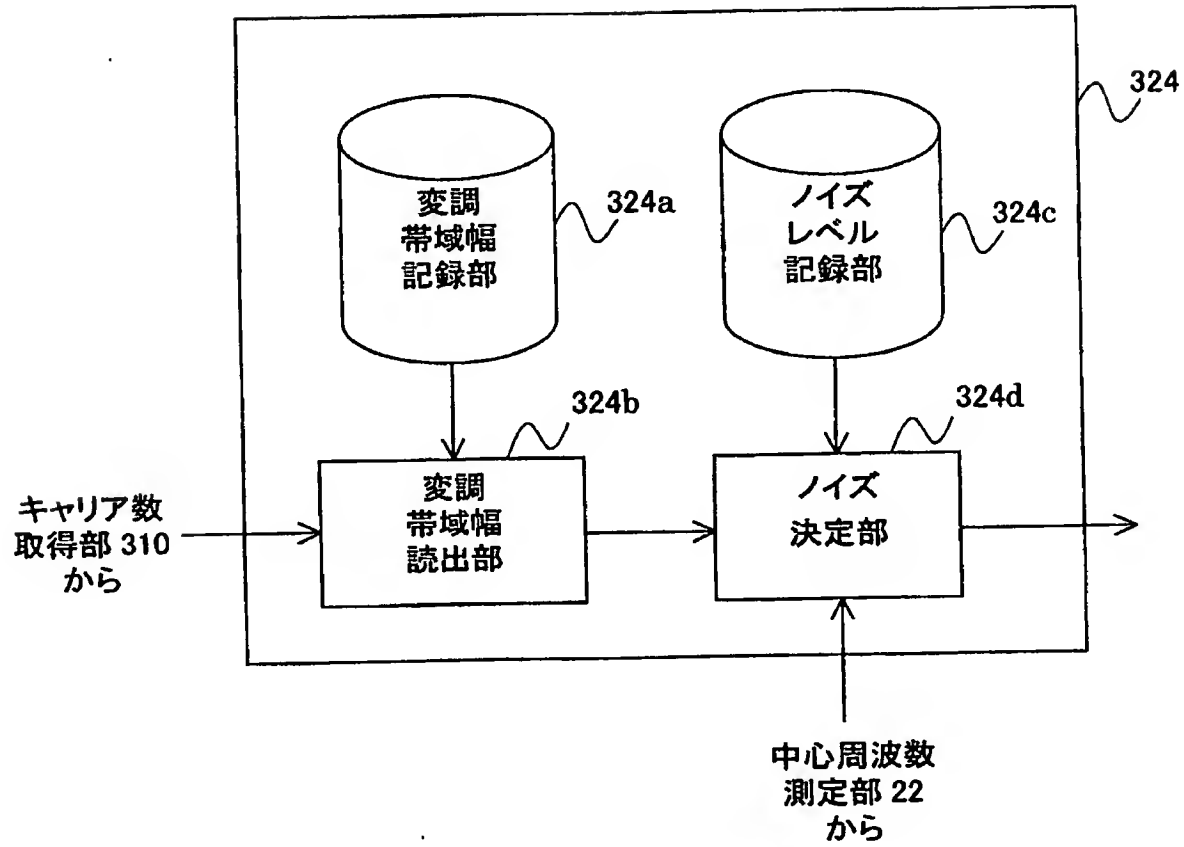 324
変調
帯域幅
記録部
324a
ノイズ
レベル
記録部
324c
324b
324d
変調
帯域幅
読出部
ノイズ
決定部
キャリア数
取得部 310
から
中心周波数
測定部 22
から